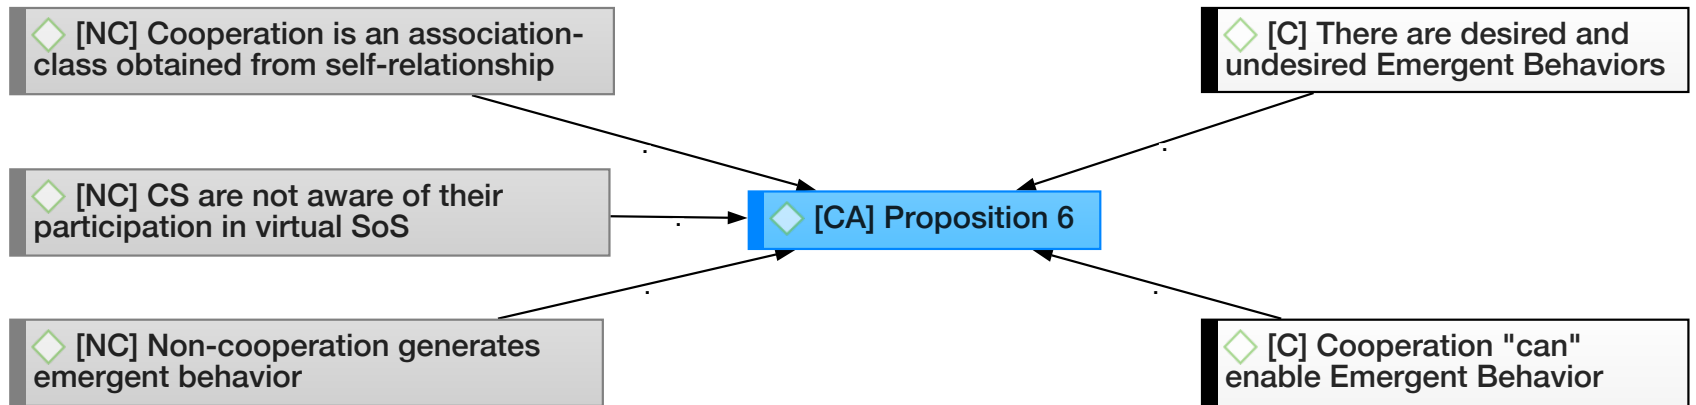 [NC] Cooperation is an association-
class obtained from self-relationship
[C] There are desired and
undesired Emergent Behaviors
[NC] CS are not aware of their
participation in virtual SoS
[CA] Proposition 6
[NC] Non-cooperation generates
emergent behavior
[C] Cooperation "can"
enable Emergent Behavior